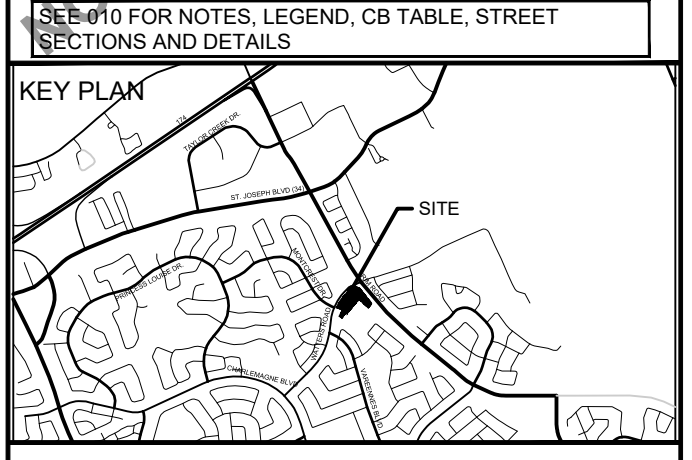 SEE 010 FOR NOTES, LEGEND, CB TABLE, STREET
SECTIONS AND DETAILS
KEY PLAN
174
TAYLOR CREEK DR.
ST. JOSEPH BLVD (34)
SITE
MONTCREST DR.
PRINCESS LOUISE DR.
ROAD
WATTERS ROAD
CHARLEMAGNE BLVD
VAREENNES BLVD